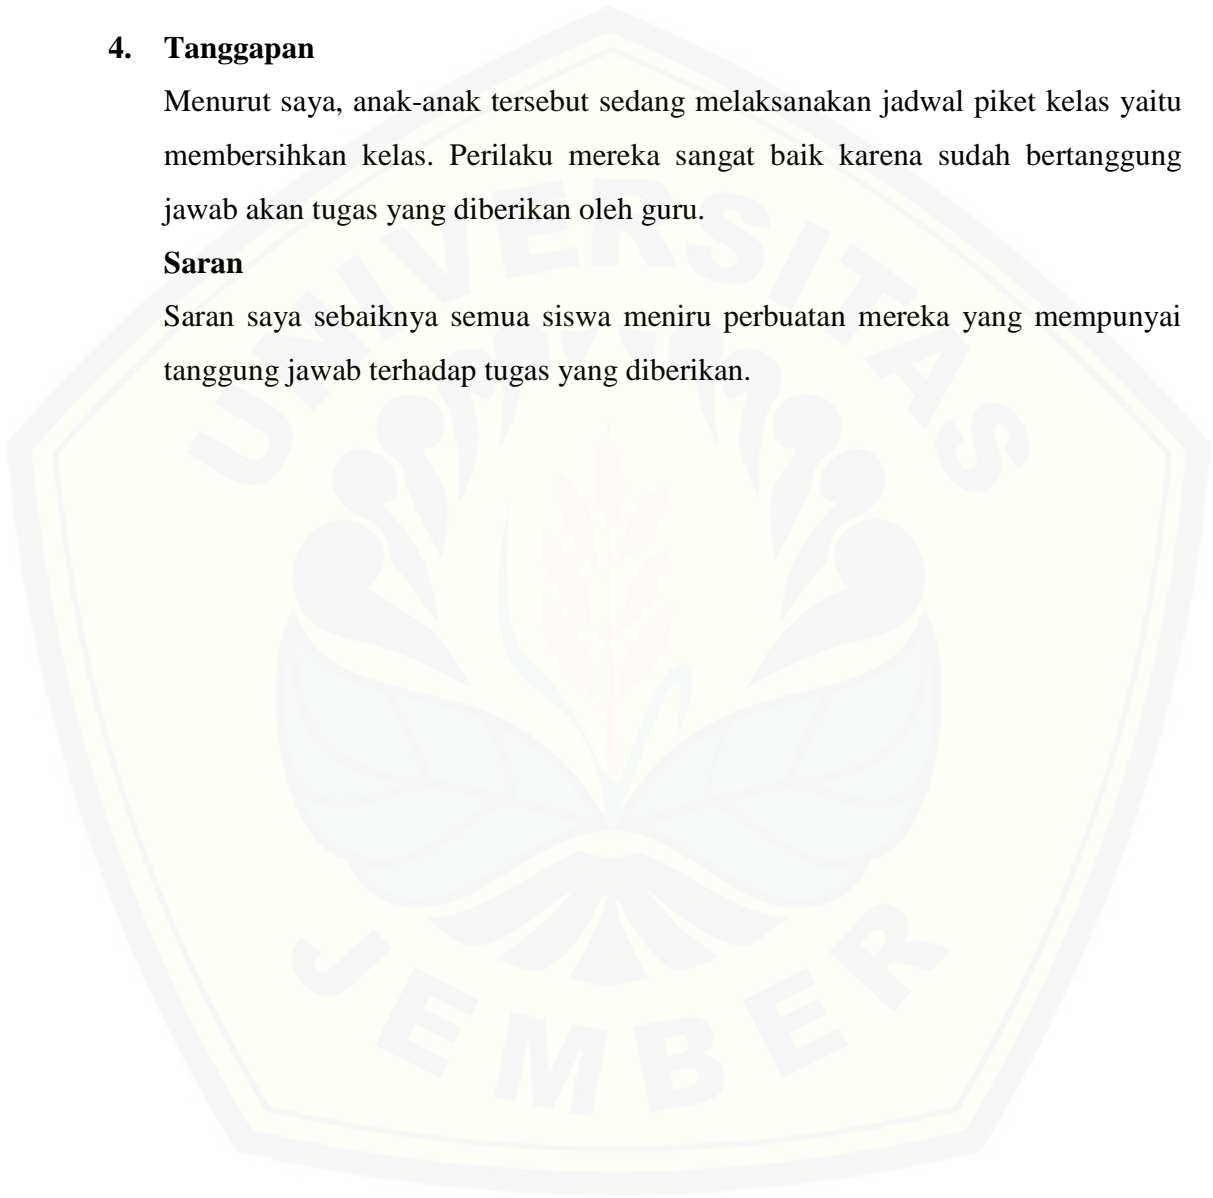 4. Tanggapan
Menurut saya, anak-anak tersebut sedang melaksanakan jadwal piket kelas yaitu
membersihkan kelas. Perilaku mereka sangat baik karena sudah bertanggung
jawab akan tugas yang diberikan oleh guru.
Saran
Saran saya sebaiknya semua siswa meniru perbuatan mereka yang mempunyai
tanggung jawab terhadap tugas yang diberikan.
UNIVERSITAS
JEMBER